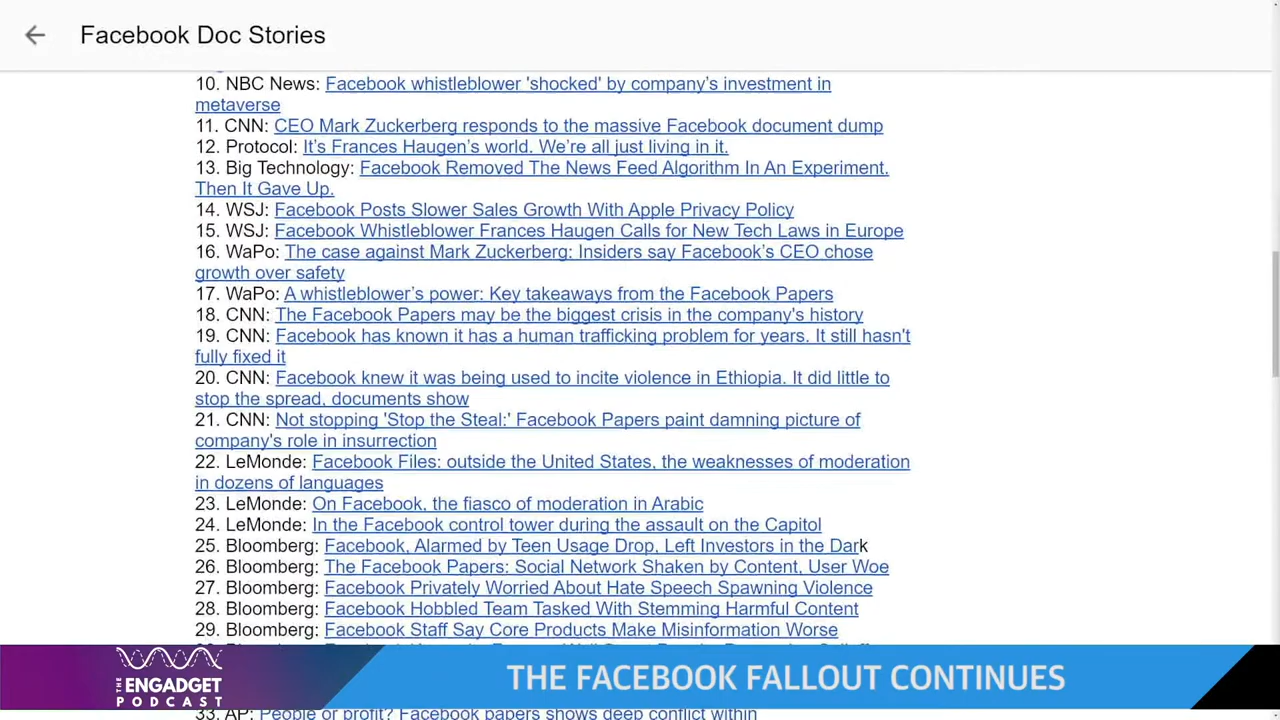 Facebook Doc Stories
10. NBC News: Facebook whistleblower 'shocked' by company's investment in
metaverse
11. CNN: CEO Mark Zuckerberg responds to the massive Facebook document dump
12. Protocol: It's Frances Haugen's world. We're all just living in it.
13. Big Technology: Facebook Removed The News Feed Algorithm In An Experiment.
Then It Gave Up.
14. WSJ: Facebook Posts Slower Sales Growth With Apple Privacy Policy
15. WSJ: Facebook Whistleblower Frances Haugen Calls for New Tech Laws in Europe
16. WaPo: The case against Mark Zuckerberg: Insiders say Facebook's CEO chose
growth over safety
17. WaPo: A whistleblower's power: Key takeaways from the Facebook Papers
18. CNN: The Facebook Papers may be the biggest crisis in the company's history
19. CNN: Facebook has known it has a human trafficking problem for years. It still hasn't
fully fixed it
20. CNN: Facebook knew it was being used to incite violence in Ethiopia. It did little to
stop the spread, documents show
21. CNN: Not stopping 'Stop the Steal:' Facebook Papers paint damning picture of
company's role in insurrection
22. LeMonde: Facebook Files: outside the United States, the weaknesses of moderation
in dozens of languages
23. LeMonde: On Facebook, the fiasco of moderation in Arabic
24. LeMonde: In the Facebook control tower during the assault on the Capitol
25. Bloomberg: Facebook, Alarmed by Teen Usage Drop, Left Investors in the Dark
26. Bloomberg: The Facebook Papers: Social Network Shaken by Content, User Woe
27. Bloomberg: Facebook Privately Worried About Hate Speech Spawning Violence
28. Bloomberg: Facebook Hobbled Team Tasked With Stemming Harmful Content
29. Bloomberg: Facebook Staff Say Core Products Make Misinformation Worse
THE
ENGADGET
PODCAST
THE FACEBOOK FALLOUT CONTINUES
33. AP: People or profit? Facebook papers shows deep conflict within